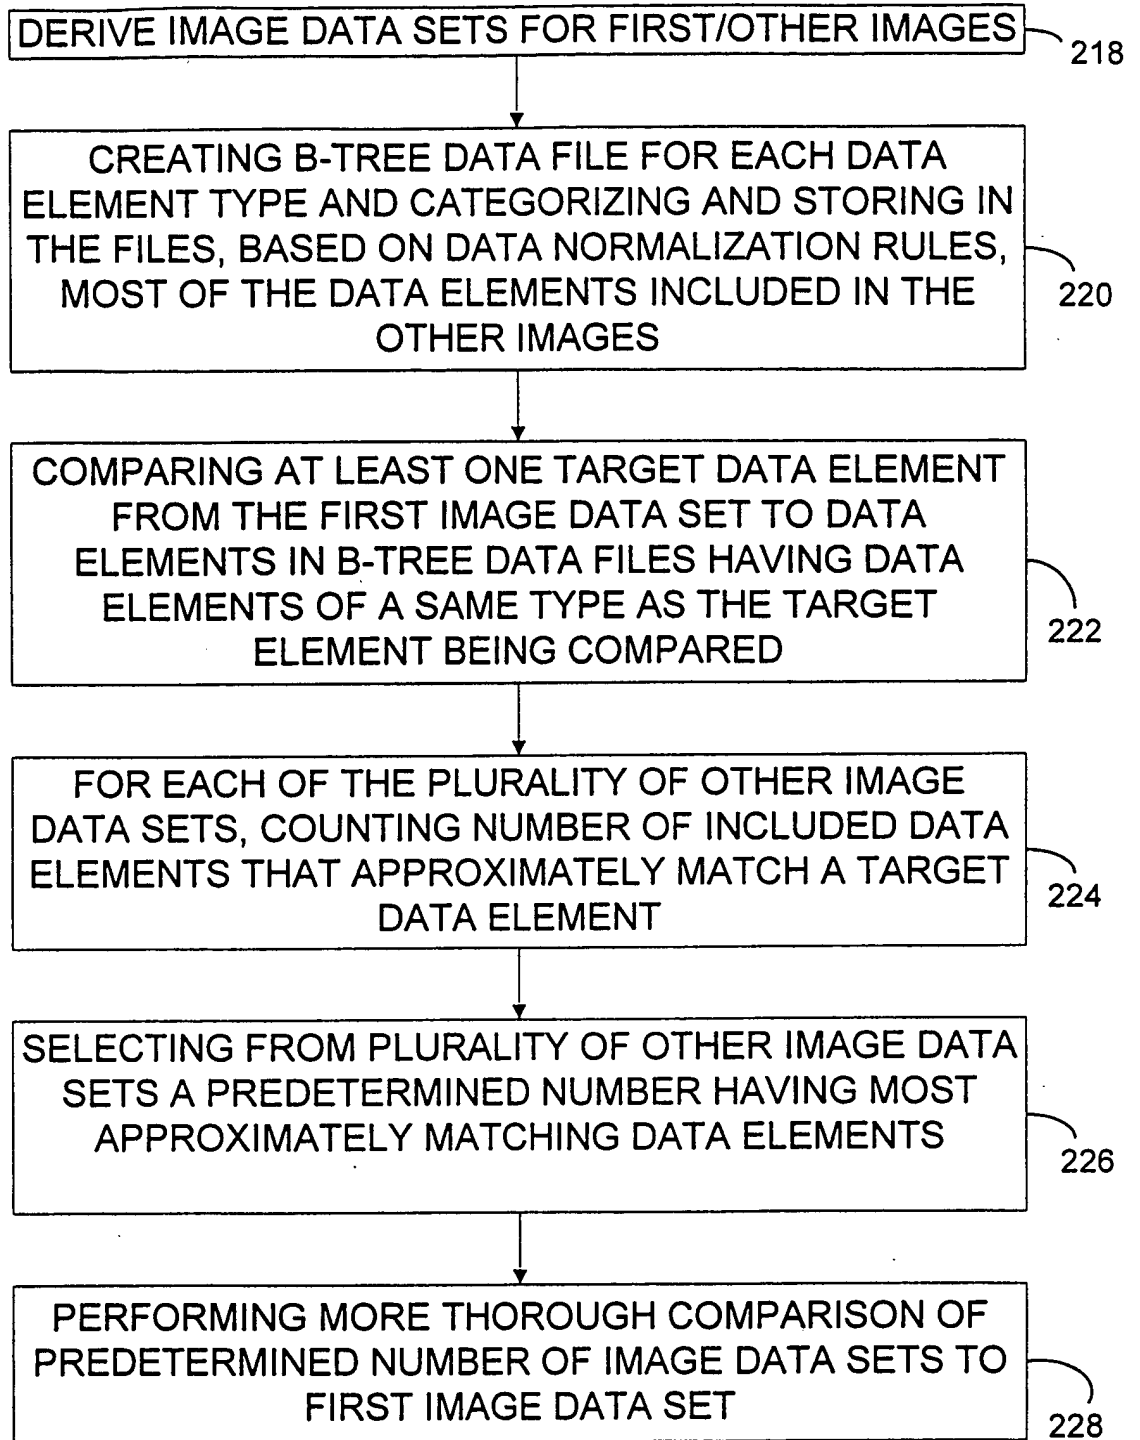 DERIVE IMAGE DATA SETS FOR FIRST/OTHER IMAGES
218
CREATING B-TREE DATA FILE FOR EACH DATA
ELEMENT TYPE AND CATEGORIZING AND STORING IN
THE FILES, BASED ON DATA NORMALIZATION RULES,
MOST OF THE DATA ELEMENTS INCLUDED IN THE
OTHER IMAGES
220
COMPARING AT LEAST ONE TARGET DATA ELEMENT
FROM THE FIRST IMAGE DATA SET TO DATA
ELEMENTS IN B-TREE DATA FILES HAVING DATA
ELEMENTS OF A SAME TYPE AS THE TARGET
ELEMENT BEING COMPARED
222
FOR EACH OF THE PLURALITY OF OTHER IMAGE
DATA SETS, COUNTING NUMBER OF INCLUDED DATA
ELEMENTS THAT APPROXIMATELY MATCH A TARGET
DATA ELEMENT
224
SELECTING FROM PLURALITY OF OTHER IMAGE DATA
SETS A PREDETERMINED NUMBER HAVING MOST
APPROXIMATELY MATCHING DATA ELEMENTS
226
PERFORMING MORE THOROUGH COMPARISON OF
PREDETERMINED NUMBER OF IMAGE DATA SETS TO
FIRST IMAGE DATA SET
228